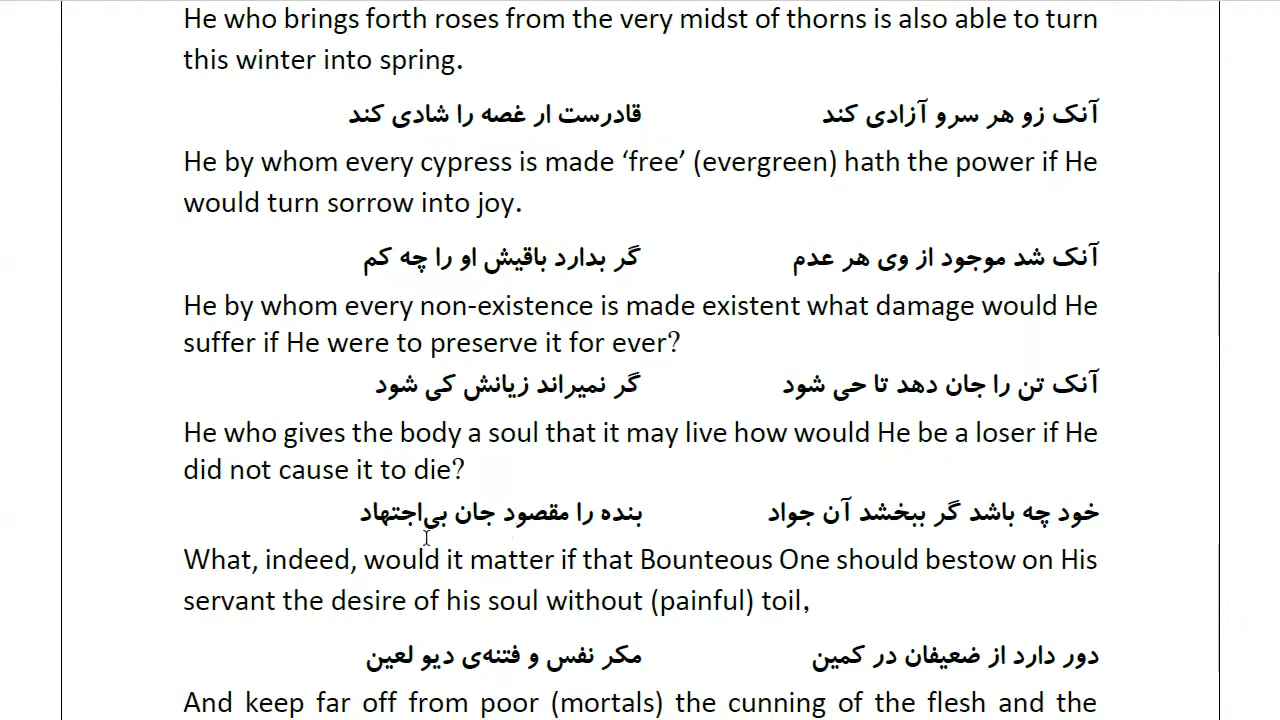 He who brings forth roses from the very midst of thorns is also able to turn
this winter into spring.
آنک زو هر سرو آزادی کند قادرست ار غصه را شادی کند
He by whom every cypress is made ‘free’ (evergreen) hath the power if He
would turn sorrow into joy.
آنک شد موجود از وی هر عدم گر بدارد باقیش او را چه کم
He by whom every non-existence is made existent what damage would He
suffer if He were to preserve it for ever?
آنک تن را جان دهد تا حی شود گر نمیراند زیانش کی شود
He who gives the body a soul that it may live how would He be a loser if He
did not cause it to die?
خود چه باشد گر ببخشد آن جواد بنده را مقصود جان بی‌اجتهاد
What, indeed, would it matter if that Bounteous One should bestow on His
servant the desire of his soul without (painful) toil,
دور دارد از ضعیفان در کمین مکر نفس و فتنه‌ی دیو لعین
And keep far off from poor (mortals) the cunning of the flesh and the